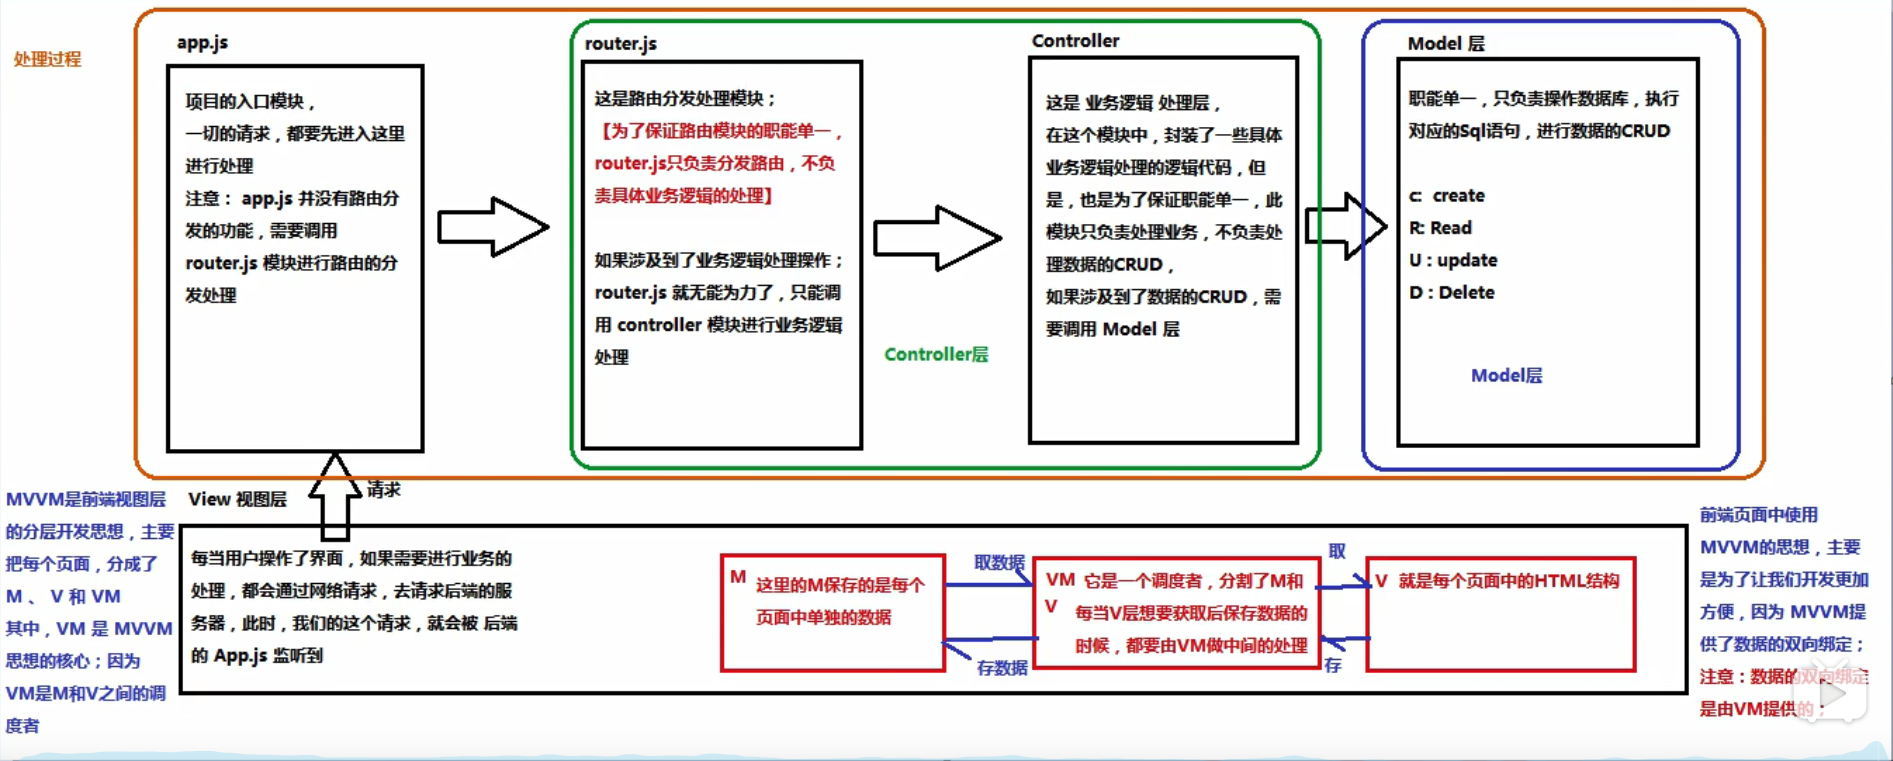 处理过程
app.js
项目的入口模块，
一切的请求，都要先进入这里
进行处理
注意： app.js 并没有路由分
发的功能，需要调用
router.js 模块进行路由的分
发处理
router.js
这是路由分发处理模块；
【为了保证路由模块的职能单一，
router.js只负责分发路由，不负
责具体业务逻辑的处理】
如果涉及到了业务逻辑处理操作；
router.js 就无能为力了，只能调
用 controller 模块进行业务逻辑
处理
Controller层
Controller
这是 业务逻辑 处理层，
在这个模块中，封装了一些具体
业务逻辑处理的逻辑代码，但
是，也是为了保证职能单一，此
模块只负责处理业务，不负责处
理数据的CRUD，
如果涉及到了数据的CRUD，需
要调用 Model 层
Model 层
职能单一，只负责操作数据库，执行
对应的Sql语句，进行数据的CRUD
c: create
R: Read
U : update
D : Delete
Model层
请求
MVVM是前端视图层
的分层开发思想，主要
把每个页面，分成了
M 、 V 和 VM
其中，VM 是 MVVM
思想的核心；因为
VM是M和V之间的调
度者
View 视图层
每当用户操作了界面，如果需要进行业务的
处理，都会通过网络请求，去请求后端的服
务器，此时，我们的这个请求，就会被 后端
的 App.js 监听到
M 这里的M保存的是每个
页面中单独的数据
取数据
存数据
VM 它是一个调度者，分割了M和
V 每当V层想要获取后保存数据的
时候，都要由VM做中间的处理
取
存
V 就是每个页面中的HTML结构
前端页面中使用
MVVM的思想，主要
是为了让我们开发更加
方便，因为 MVVM提
供了数据的双向绑定；
注意：数据的双向绑定
是由VM提供的；